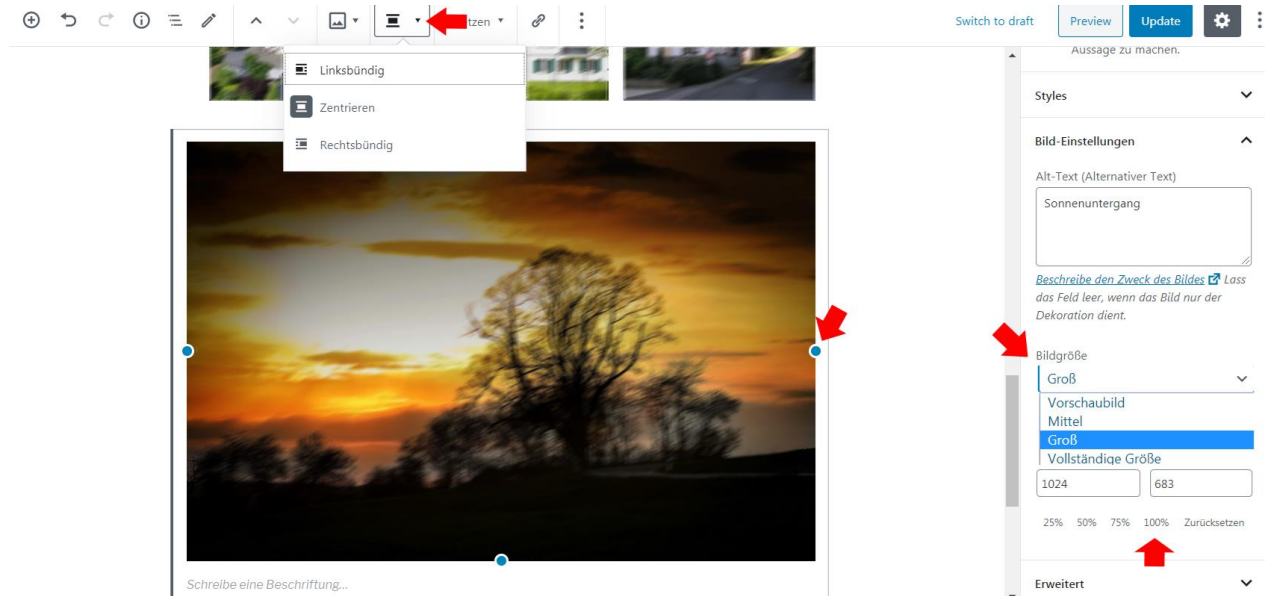 tzen
Switch to draft
Preview
Update
Linksbündig
Zentrieren
Rechtsbündig
Schreibe eine Beschriftung...
Aussage zu machen.
Styles
Bild-Einstellungen
Alt-Text (Alternativer Text)
Sonnenuntergang
Beschreibe den Zweck des Bildes Lass
das Feld leer, wenn das Bild nur der
Dekoration dient.
Bildgröße
Groß
Vorschaubild
Mittel
Groß
Vollständige Größe
1024 683
25% 50% 75% 100% Zurücksetzen
Erweitert